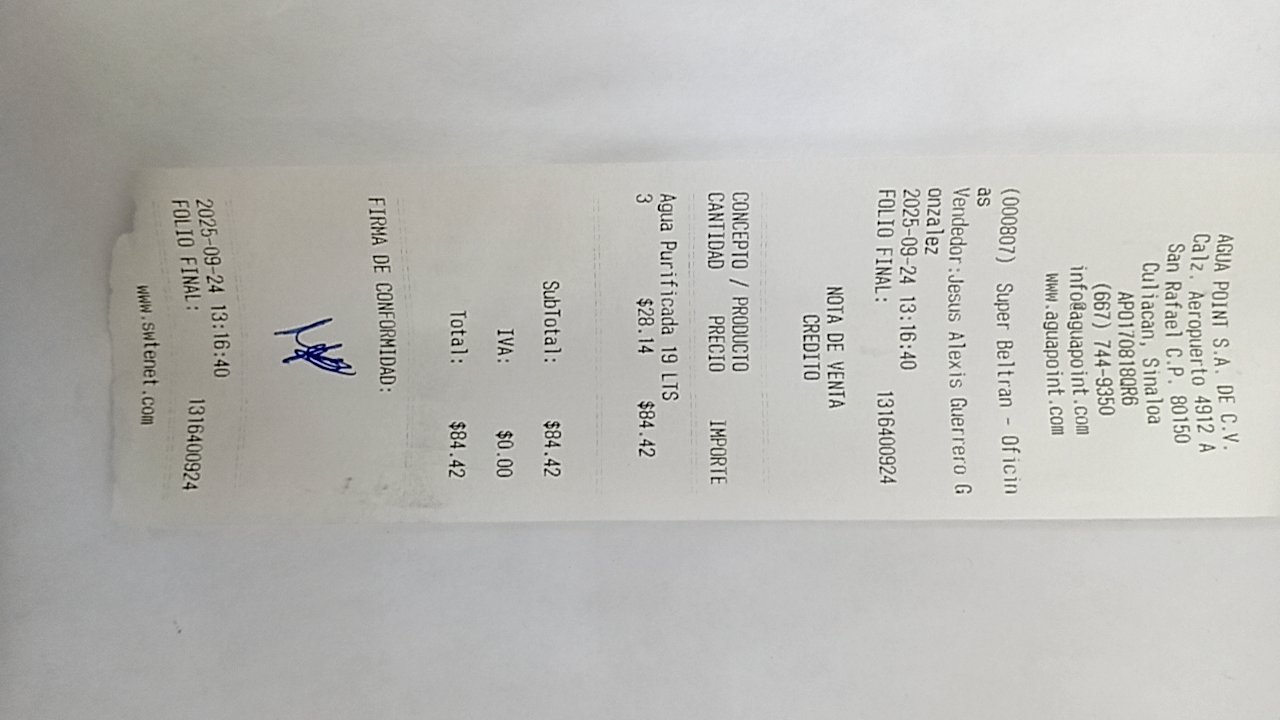 AGUA POINT S.A. DE C.V.
Calz. Aeropuerto 4912 A
San Rafael C.P. 80150
Culiacan, Sinaloa
APO170818QR6
(667) 744-9350
info@aguapoint.com
www.aguapoint.com
(000807) Super Beltran - Oficin
as
Vendedor:Jesus Alexis Guerrero G
onzalez
2025-09-24 13:16:40
FOLIO FINAL: 1316400924
NOTA DE VENTA
CREDITO
CONCEPTO / PRODUCTO
CANTIDAD PRECIO IMPORTE
Agua Purificada 19 LTS
3 $28.14 $84.42
SubTotal: $84.42
IVA: $0.00
Total: $84.42
FIRMA DE CONFORMIDAD:
2025-09-24 13:16:40
FOLIO FINAL: 1316400924
www.swtenet.com